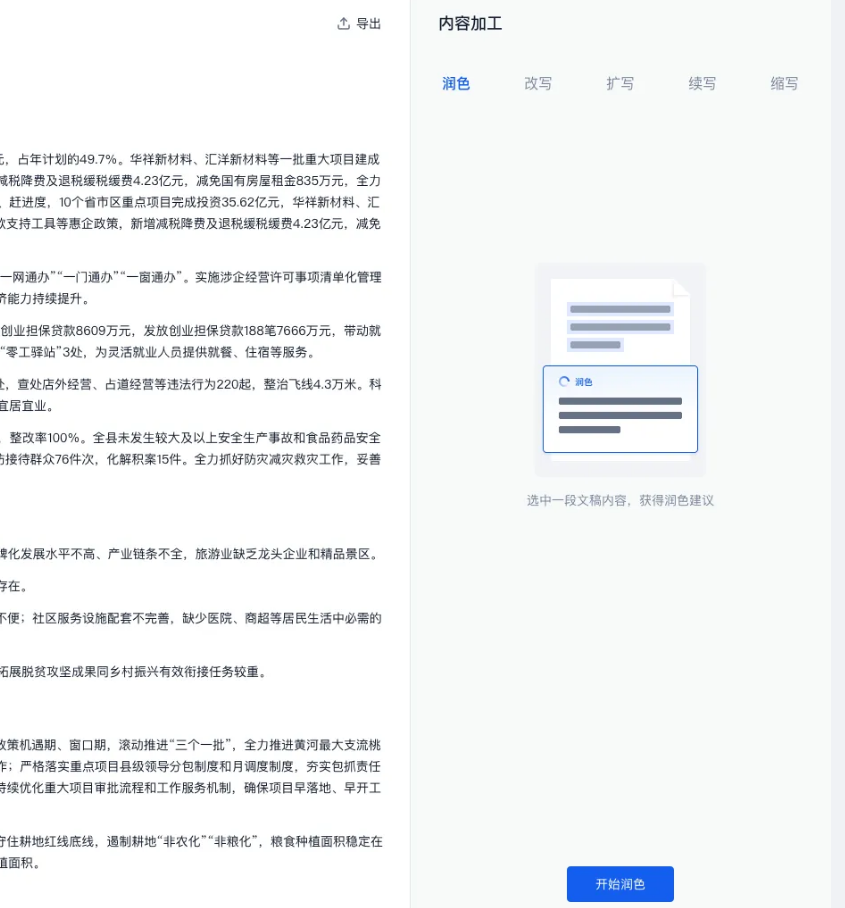 导出
元，占年计划的49.7%。华祥新材料、汇洋新材料等一批重大项目建成
减税降费及退税缓税缓费4.23亿元，减免国有房屋租金835万元，全力
，赶进度，10个省市区重点项目完成投资35.62亿元，华祥新材料、汇
款支持工具等惠企政策，新增减税降费及退税缓税缓费4.23亿元，减免
一网通办”“一门通办”“一窗通办”。实施涉企经营许可事项清单化管理
济能力持续提升。
创业担保贷款8609万元，发放创业担保贷款188笔7666万元，带动就
“零工驿站”3处，为灵活就业人员提供就餐、住宿等服务。
处，查处店外经营、占道经营等违法行为220起，整治飞线4.3万米。科
宜居宜业。
，整改率100%。全县未发生较大及以上安全生产事故和食品药品安全
访接待群众76件次，化解积案15件。全力抓好防灾减灾救灾工作，妥善
牌化发展水平不高、产业链条不全，旅游业缺乏龙头企业和精品景区。
存在。
不便；社区服务设施配套不完善，缺少医院、商超等居民生活中必需的
拓展脱贫攻坚成果同乡村振兴有效衔接任务较重。
政策机遇期、窗口期，滚动推进“三个一批”，全力推进黄河最大支流桃
作；严格落实重点项目县级领导分包制度和月调度制度，夯实包抓责任
持续优化重大项目审批流程和工作服务机制，确保项目早落地、早开工
守住耕地红线底线，遏制耕地“非农化”“非粮化”，粮食种植面积稳定在
植面积。
内容加工
润色 改写 扩写 续写 缩写
润色
选中一段文稿内容，获得润色建议
开始润色